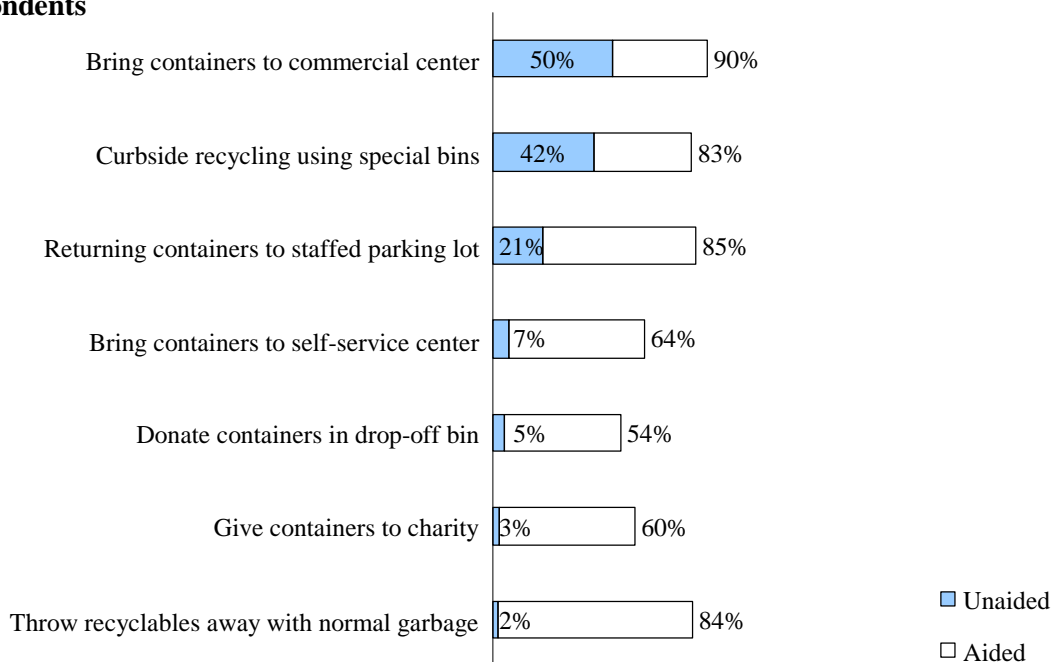 Bring containers to commercial center 50% 90%
Curbside recycling using special bins 42% 83%
Returning containers to staffed parking lot 21% 85%
Bring containers to self-service center 7% 64%
Donate containers in drop-off bin 5% 54%
Give containers to charity 3% 60%
Throw recyclables away with normal garbage 2% 84%
Unaided
Aided